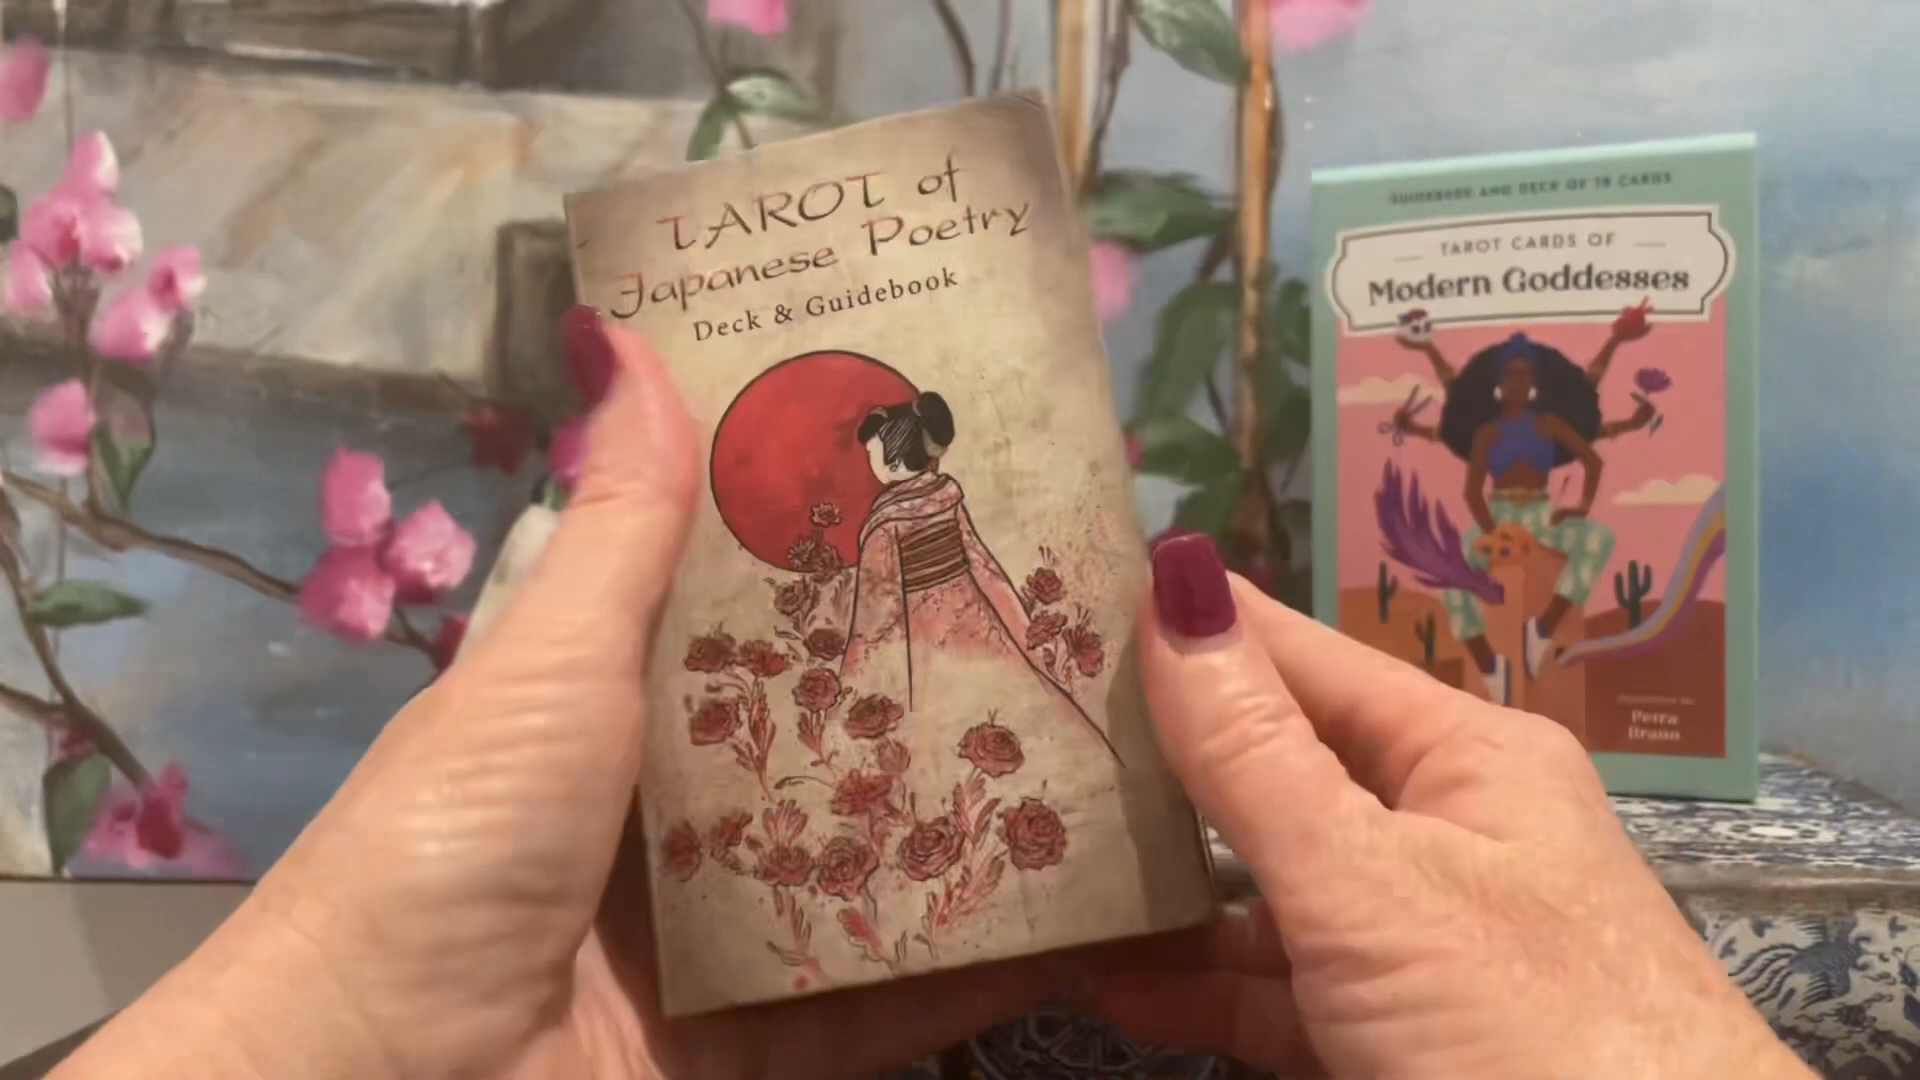 TAROT of
Japanese Poetry
Deck & Guidebook
GUIDEBOOK AND DECK OF 78 CARDS
TAROT CARDS OF
Modern Goddesses
Petra
Braun